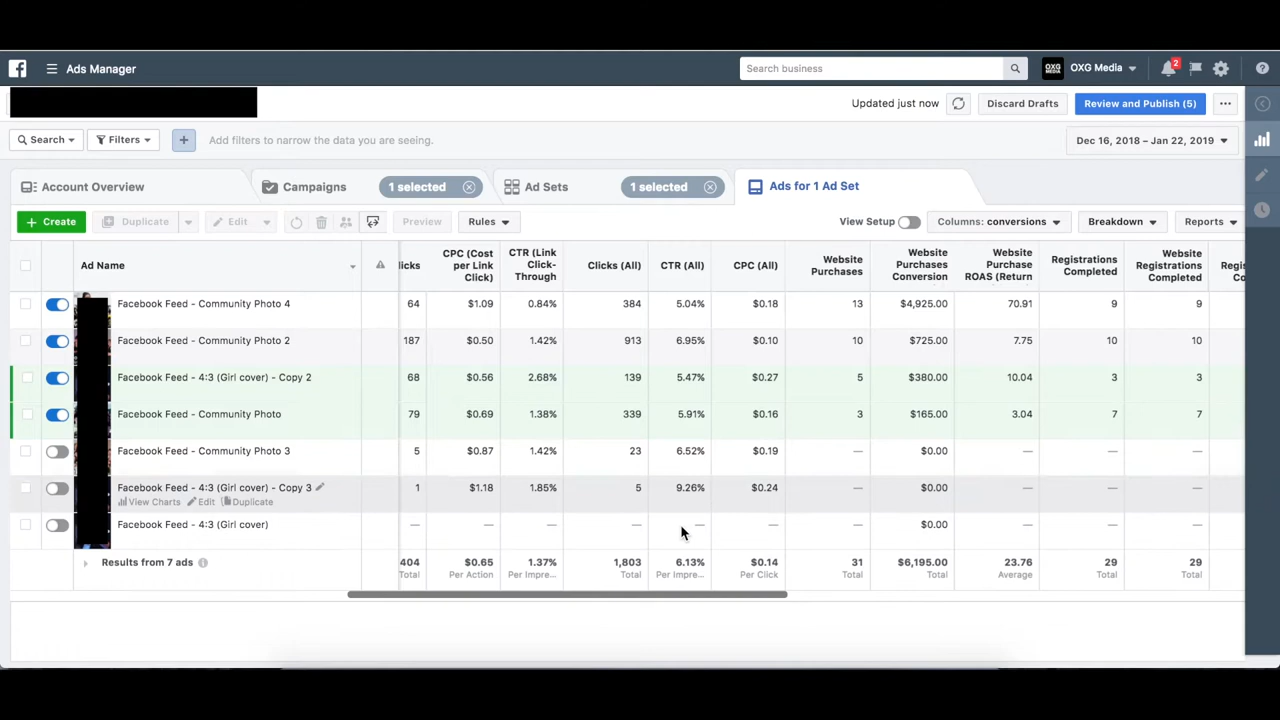 Ads Manager
Search business
OXG MEDIA
OXG Media
2
Updated just now
Discard Drafts
Review and Publish (5)
Search
Filters
Add filters to narrow the data you are seeing.
Dec 16, 2018 – Jan 22, 2019
Account Overview
Campaigns
1 selected
Ad Sets
1 selected
Ads for 1 Ad Set
+ Create
Duplicate
Edit
Preview
Rules
View Setup
Columns: conversions
Breakdown
Reports
Ad Name
licks
CPC (Cost per Link Click)
CTR (Link Click-Through
Clicks (All)
CTR (All)
CPC (All)
Website Purchases
Website Purchases Conversion
Website Purchase ROAS (Return
Registrations Completed
Website Registrations Completed
Regis
Co
Facebook Feed - Community Photo 4 64 $1.09 0.84% 384 5.04% $0.18 13 $4,925.00 70.91 9 9
Facebook Feed - Community Photo 2 187 $0.50 1.42% 913 6.95% $0.10 10 $725.00 7.75 10 10
Facebook Feed - 4:3 (Girl cover) - Copy 2 68 $0.56 2.68% 139 5.47% $0.27 5 $380.00 10.04 3 3
Facebook Feed - Community Photo 79 $0.69 1.38% 339 5.91% $0.16 3 $165.00 3.04 7 7
Facebook Feed - Community Photo 3 5 $0.87 1.42% 23 6.52% $0.19 — $0.00 — — —
Facebook Feed - 4:3 (Girl cover) - Copy 3 1 $1.18 1.85% 5 9.26% $0.24 — $0.00 — — —
View Charts Edit Duplicate
Facebook Feed - 4:3 (Girl cover) — — — — — — — $0.00 — — —
Results from 7 ads 404 $0.65 1.37% 1,803 6.13% $0.14 31 $6,195.00 23.76 29 29
Total Per Action Per Impre... Total Per Impre... Per Click Total Total Average Total Total